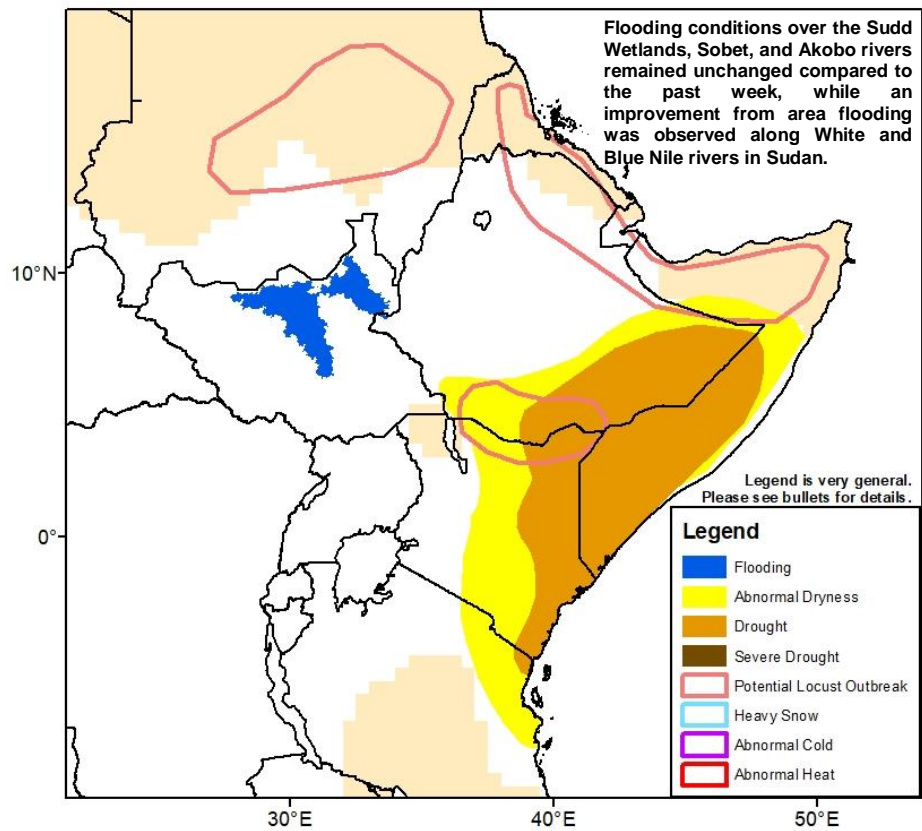 Flooding conditions over the Sudd
Wetlands, Sobet, and Akobo rivers
remained unchanged compared to
the past week, while an
improvement from area flooding
was observed along White and
Blue Nile rivers in Sudan.
10°N
0°
Legend is very general.
Please see bullets for details.
Legend
Flooding
Abnormal Dryness
Drought
Severe Drought
Potential Locust Outbreak
Heavy Snow
Abnormal Cold
Abnormal Heat
30°E
40°E
50°E